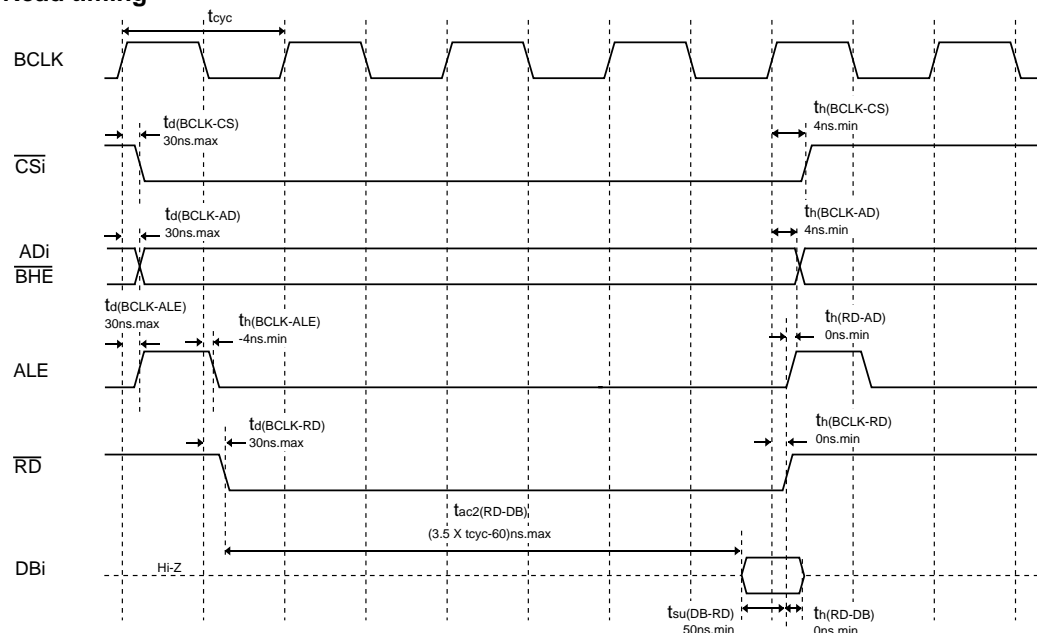 Read timing
tcyc
BCLK
td(BCLK-CS)
30ns.max
th(BCLK-CS)
4ns.min
CSi
td(BCLK-AD)
30ns.max
th(BCLK-AD)
4ns.min
ADi
BHE
td(BCLK-ALE)
30ns.max
th(BCLK-ALE)
-4ns.min
th(RD-AD)
0ns.min
ALE
td(BCLK-RD)
30ns.max
th(BCLK-RD)
0ns.min
RD
tac2(RD-DB)
(3.5 X tcyc-60)ns.max
DBi
Hi-Z
tsu(DB-RD)
50ns.min
th(RD-DB)
0ns.min